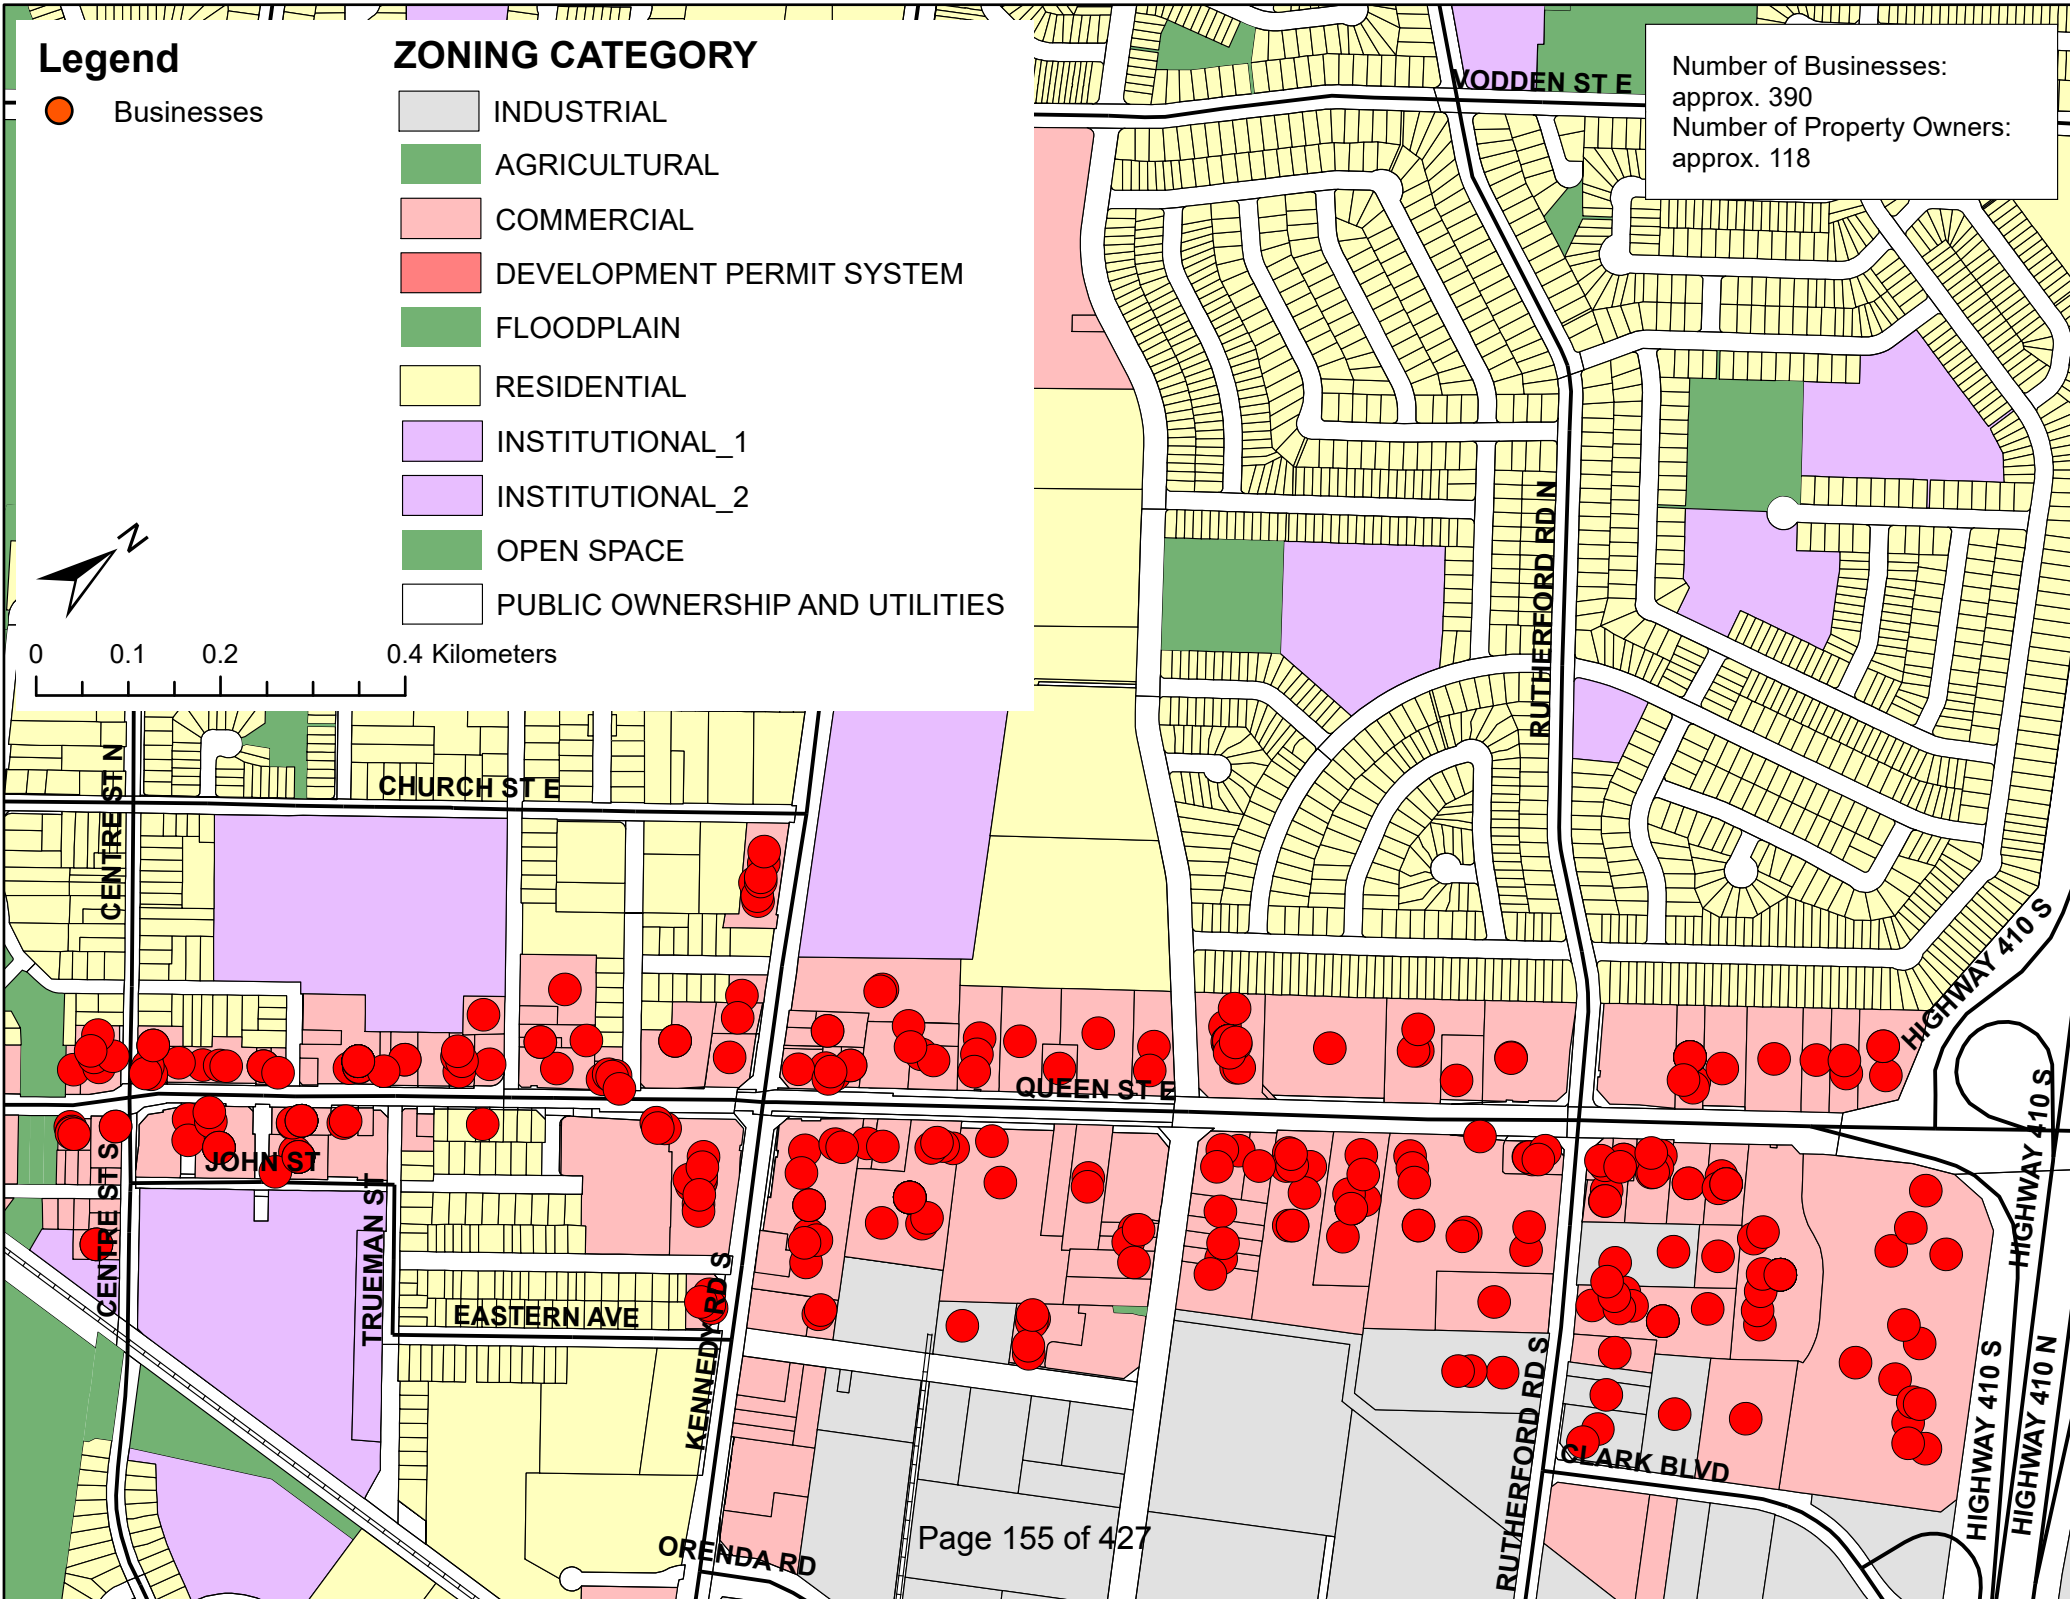 Legend
Businesses
ZONING CATEGORY
INDUSTRIAL
AGRICULTURAL
COMMERCIAL
DEVELOPMENT PERMIT SYSTEM
FLOODPLAIN
RESIDENTIAL
INSTITUTIONAL_1
INSTITUTIONAL_2
OPEN SPACE
PUBLIC OWNERSHIP AND UTILITIES
N
0 0.1 0.2 0.4 Kilometers
Number of Businesses:
approx. 390
Number of Property Owners:
approx. 118
VODDEN ST E
RUTHERFORD RD N
CENTRE ST N
CHURCH ST E
HIGHWAY 410 S
QUEEN ST E
JOHN ST
CENTRE ST S
TRUEMAN ST
EASTERN AVE
KENNEDY RD S
HIGHWAY 410 S
RUTHERFORD RD S
CLARK BLVD
HIGHWAY 410 S
HIGHWAY 410 N
ORENDA RD
Page 155 of 427